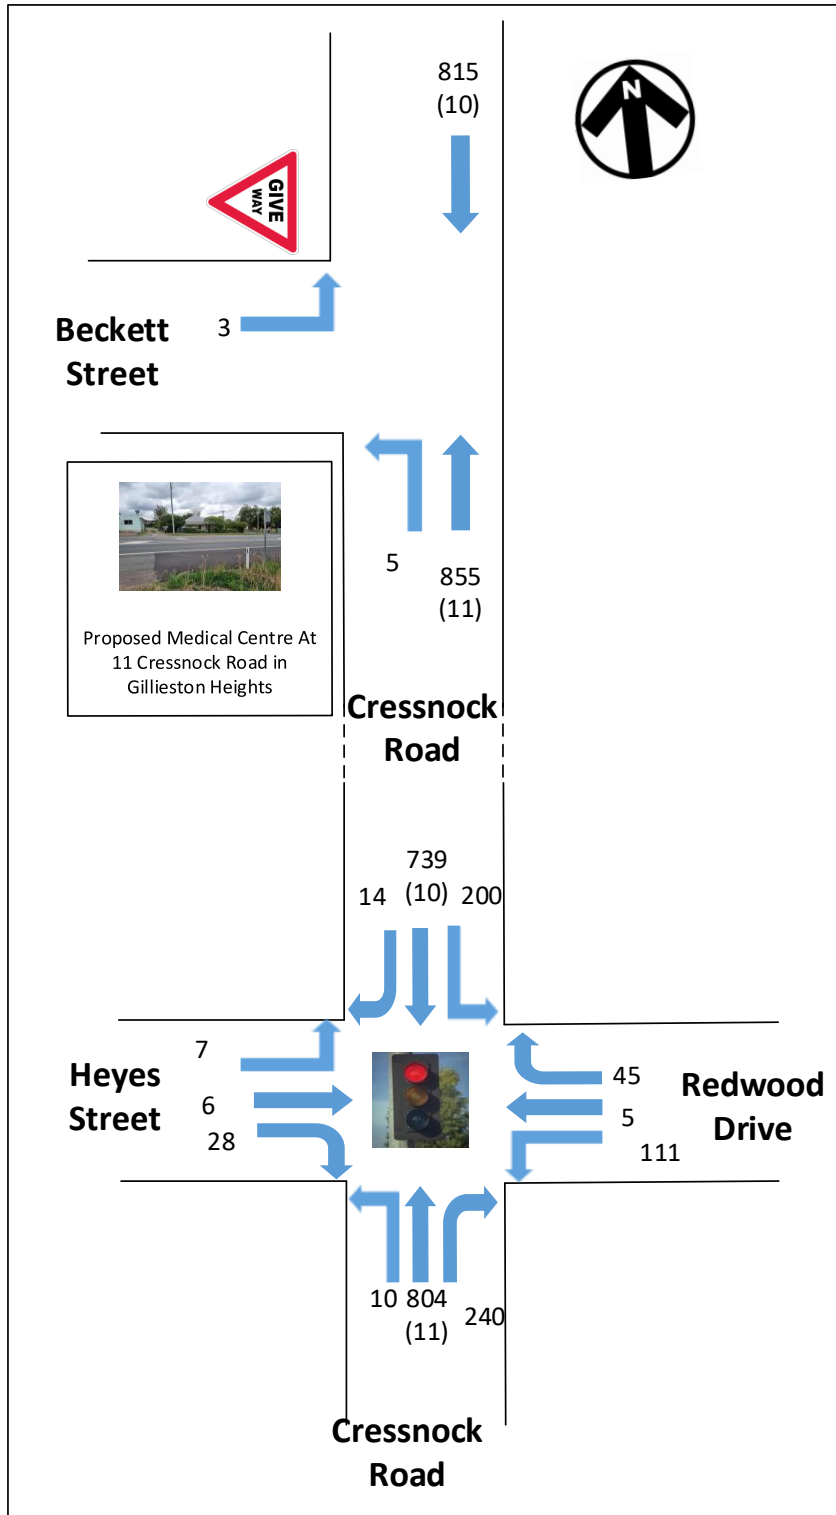 815
(10)
N
GIVE
WAY
Beckett
Street
3
5
855
(11)
Proposed Medical Centre At
11 Cressnock Road in
Gillieston Heights
Cressnock
Road
739
(10)
14
200
7
Heyes
Street
6
28
45
Redwood
Drive
5
111
10
804
(11)
240
Cressnock
Road